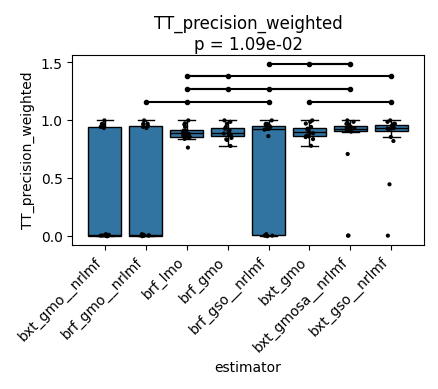 TT_precision_weighted
p = 1.09e-02
TT_precision_weighted
1.5
1.0
0.5
0.0
bxt_gmo__nrlmf
brf_gmo__nrlmf
brf_lmo
brf_gmo
brf_gso__nrlmf
bxt_gmo
bxt_gmosa__nrlmf
bxt_gso__nrlmf
estimator